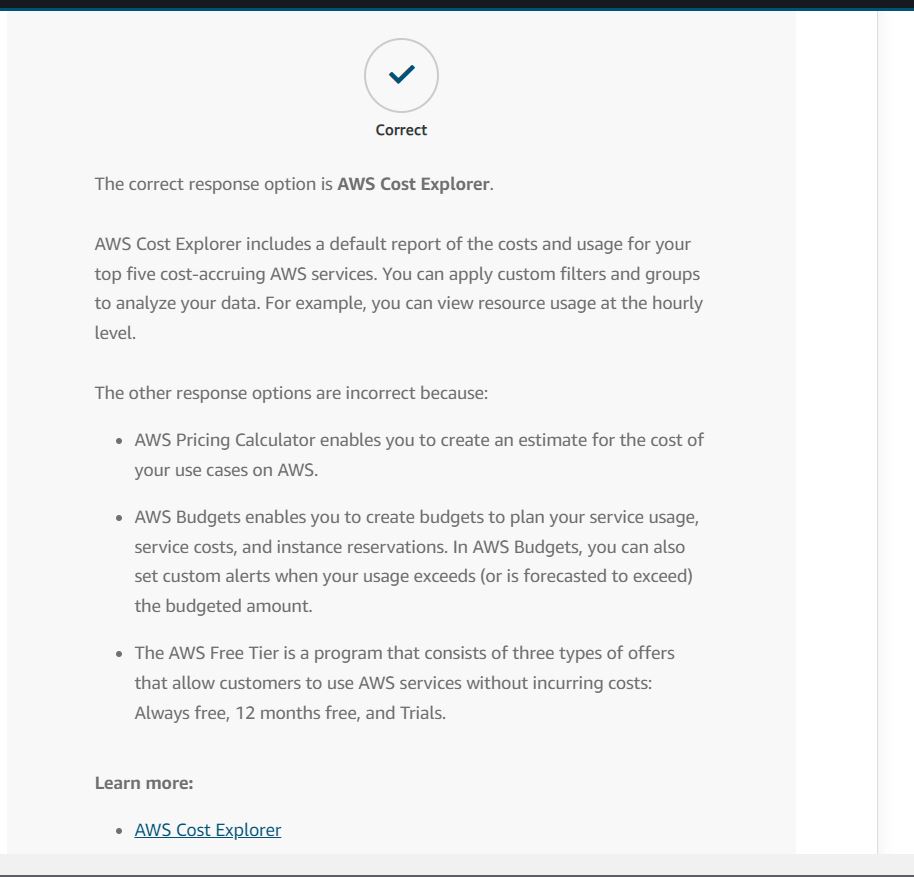 Correct
The correct response option is AWS Cost Explorer.
AWS Cost Explorer includes a default report of the costs and usage for your
top five cost-accruing AWS services. You can apply custom filters and groups
to analyze your data. For example, you can view resource usage at the hourly
level.
The other response options are incorrect because:
• AWS Pricing Calculator enables you to create an estimate for the cost of
your use cases on AWS.
• AWS Budgets enables you to create budgets to plan your service usage,
service costs, and instance reservations. In AWS Budgets, you can also
set custom alerts when your usage exceeds (or is forecasted to exceed)
the budgeted amount.
• The AWS Free Tier is a program that consists of three types of offers
that allow customers to use AWS services without incurring costs:
Always free, 12 months free, and Trials.
Learn more:
• AWS Cost Explorer